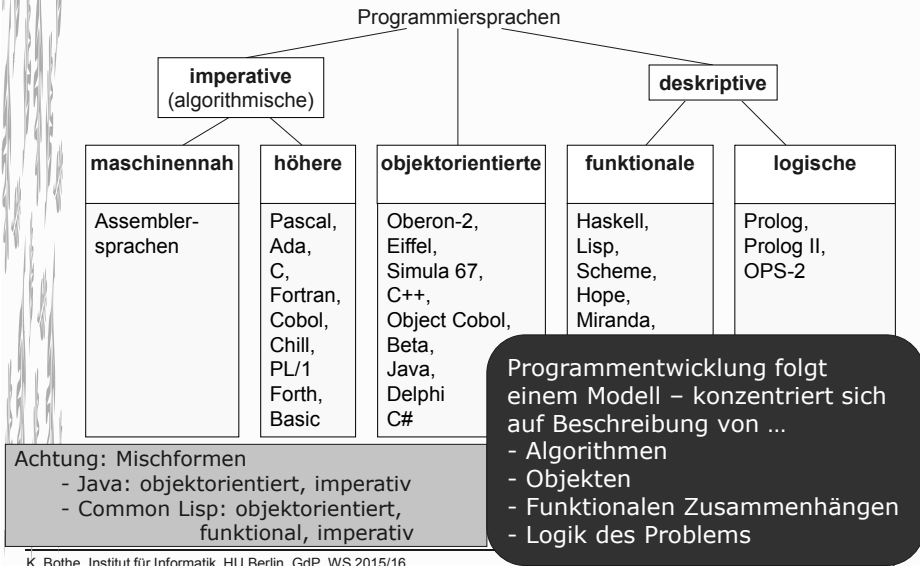 Programmiersprachen
imperative
(algorithmische)
deskriptive
maschinennah
Assembler-
sprachen
höhere
Pascal,
Ada,
C,
Fortran,
Cobol,
Chill,
PL/1
Forth,
Basic
objektorientierte
Oberon-2,
Eiffel,
Simula 67,
C++,
Object Cobol,
Beta,
Java,
Delphi
C#
funktionale
Haskell,
Lisp,
Scheme,
Hope,
Miranda,
logische
Prolog,
Prolog II,
OPS-2
Programmentwicklung folgt
einem Modell – konzentriert sich
auf Beschreibung von …
- Algorithmen
- Objekten
- Funktionalen Zusammenhängen
- Logik des Problems
Achtung: Mischformen
- Java: objektorientiert, imperativ
- Common Lisp: objektorientiert,
funktional, imperativ
K. Bothe, Institut für Informatik, HU Berlin, GdP, WS 2015/16